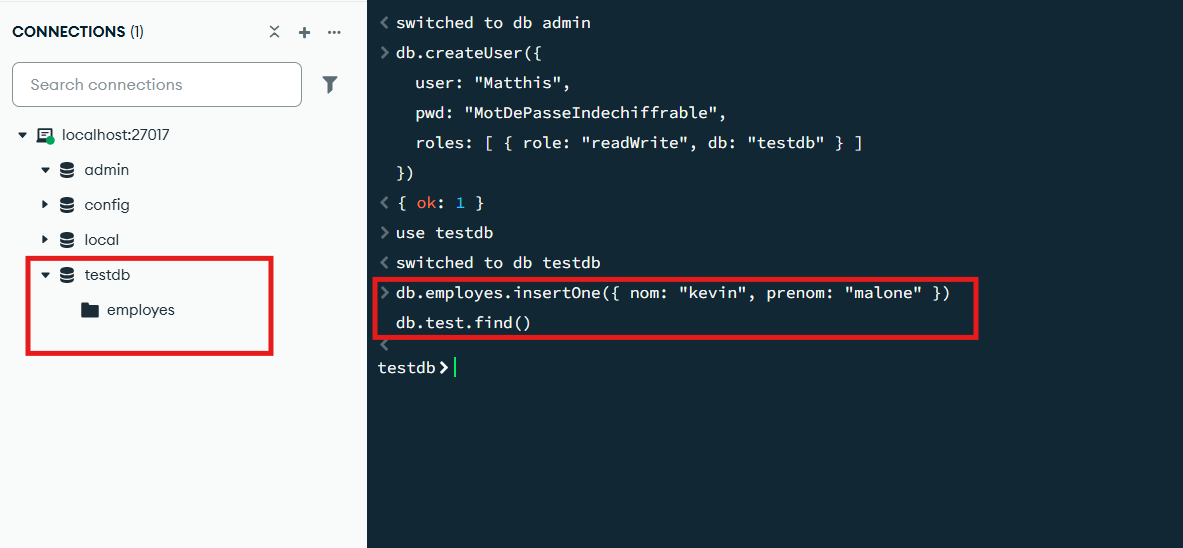 CONNECTIONS (1)
Search connections
localhost:27017
admin
config
local
testdb
employes
switched to db admin
db.createUser({
  user: "Matthis",
  pwd: "MotDePasseIndechiffrable",
  roles: [ { role: "readWrite", db: "testdb" } ]
})
{ ok: 1 }
use testdb
switched to db testdb
db.employes.insertOne({ nom: "kevin", prenom: "malone" })
db.test.find()
testdb>